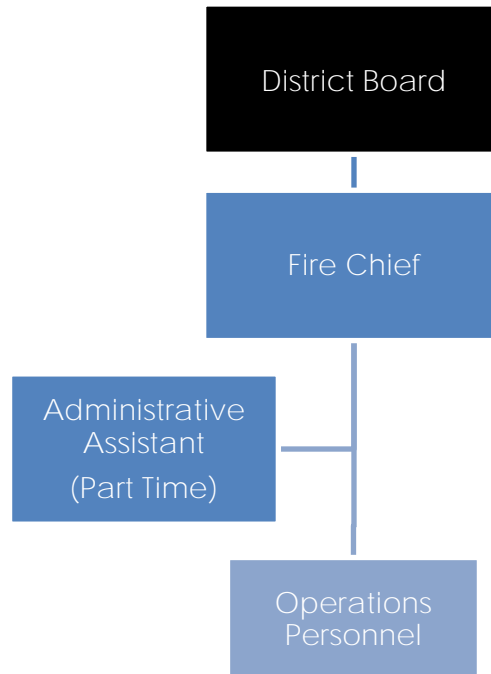 District Board
Fire Chief
Administrative
Assistant
(Part Time)
Operations
Personnel